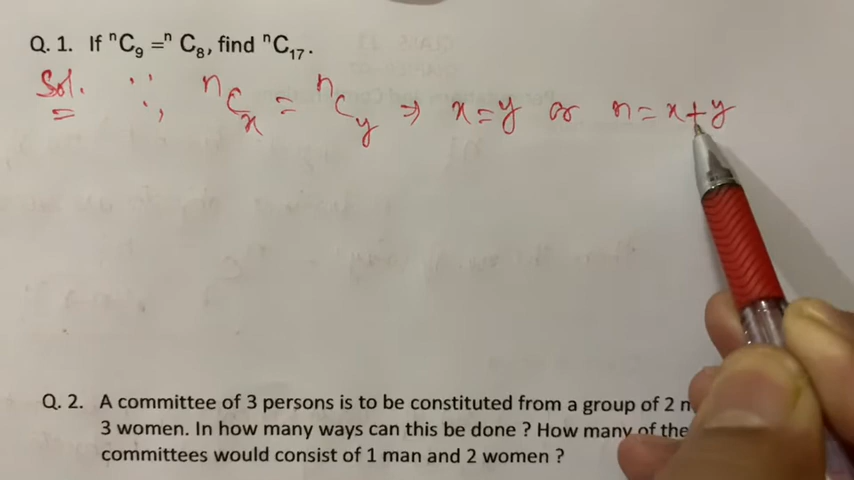 Q. 1. If ⁿC₉ =ⁿ C₈, find ⁿC₁₇.
Sol. ∵, ⁿCₓ = ⁿCᵧ ⇒ x=y or n=x+y
Q. 2. A committee of 3 persons is to be constituted from a group of 2
3 women. In how many ways can this be done ? How many of the
committees would consist of 1 man and 2 women ?